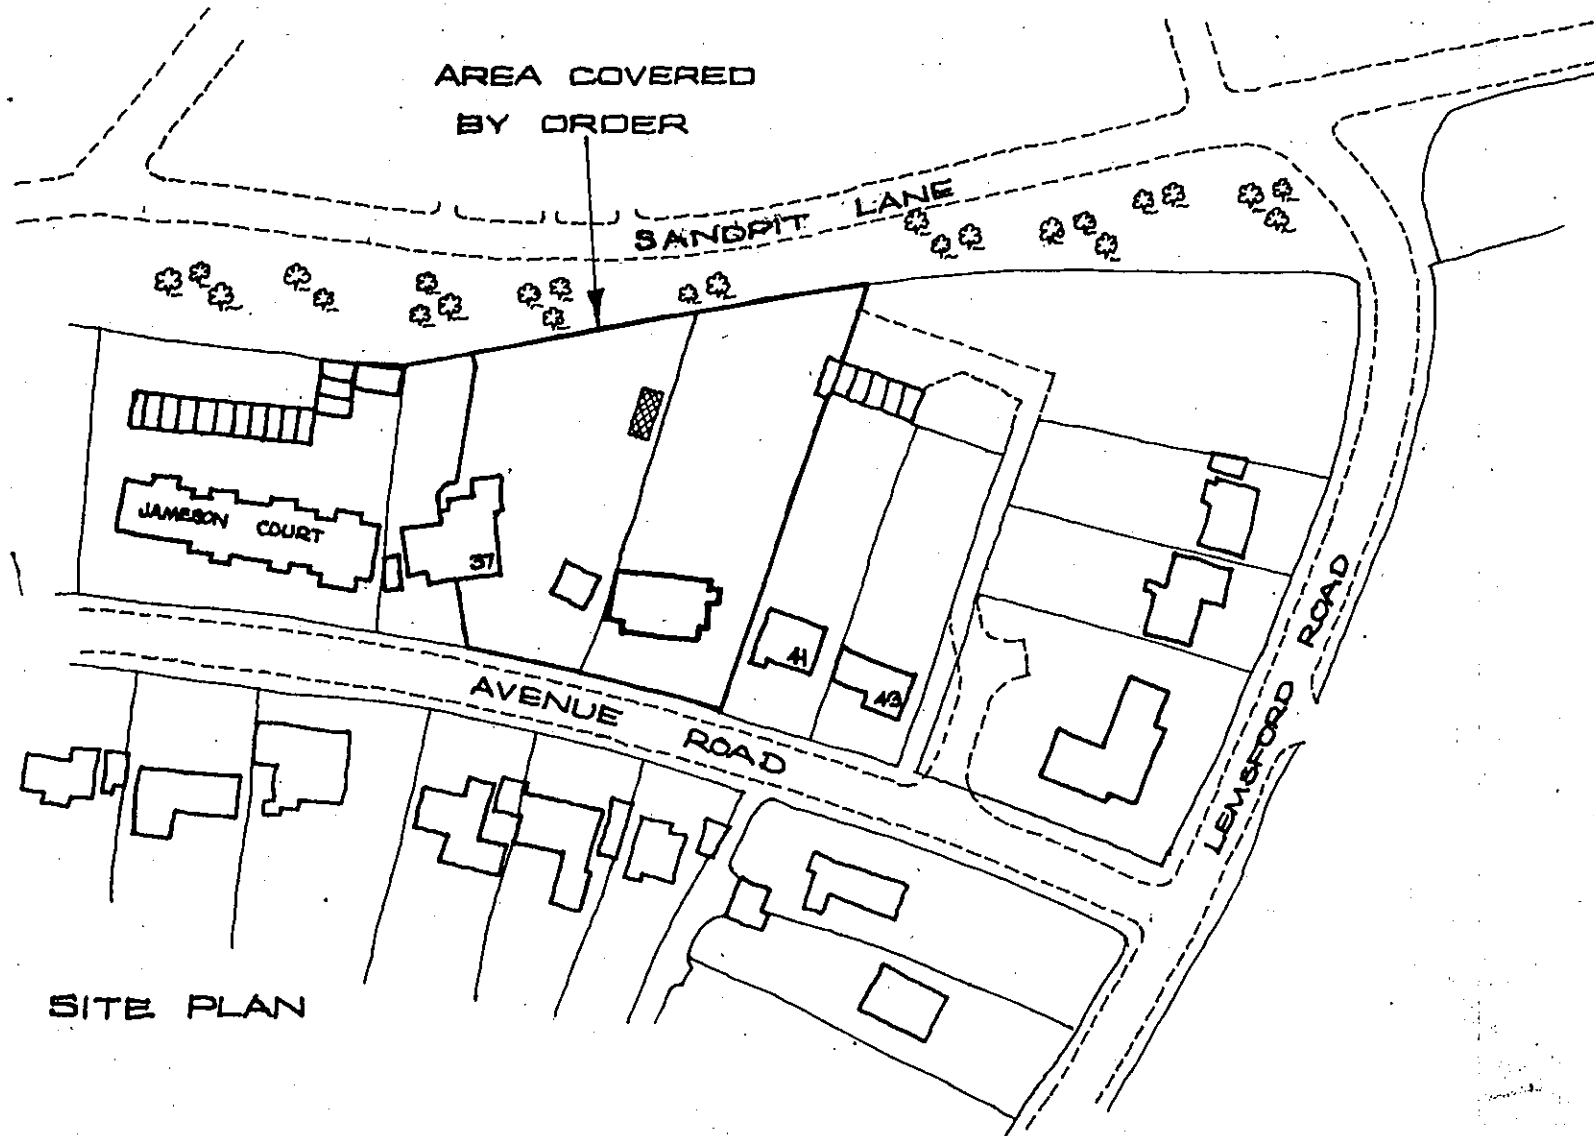 AREA COVERED
BY ORDER
SANDPIT LANE
JAMESON COURT
37
41
43
AVENUE ROAD
LEMSFORD ROAD
SITE PLAN